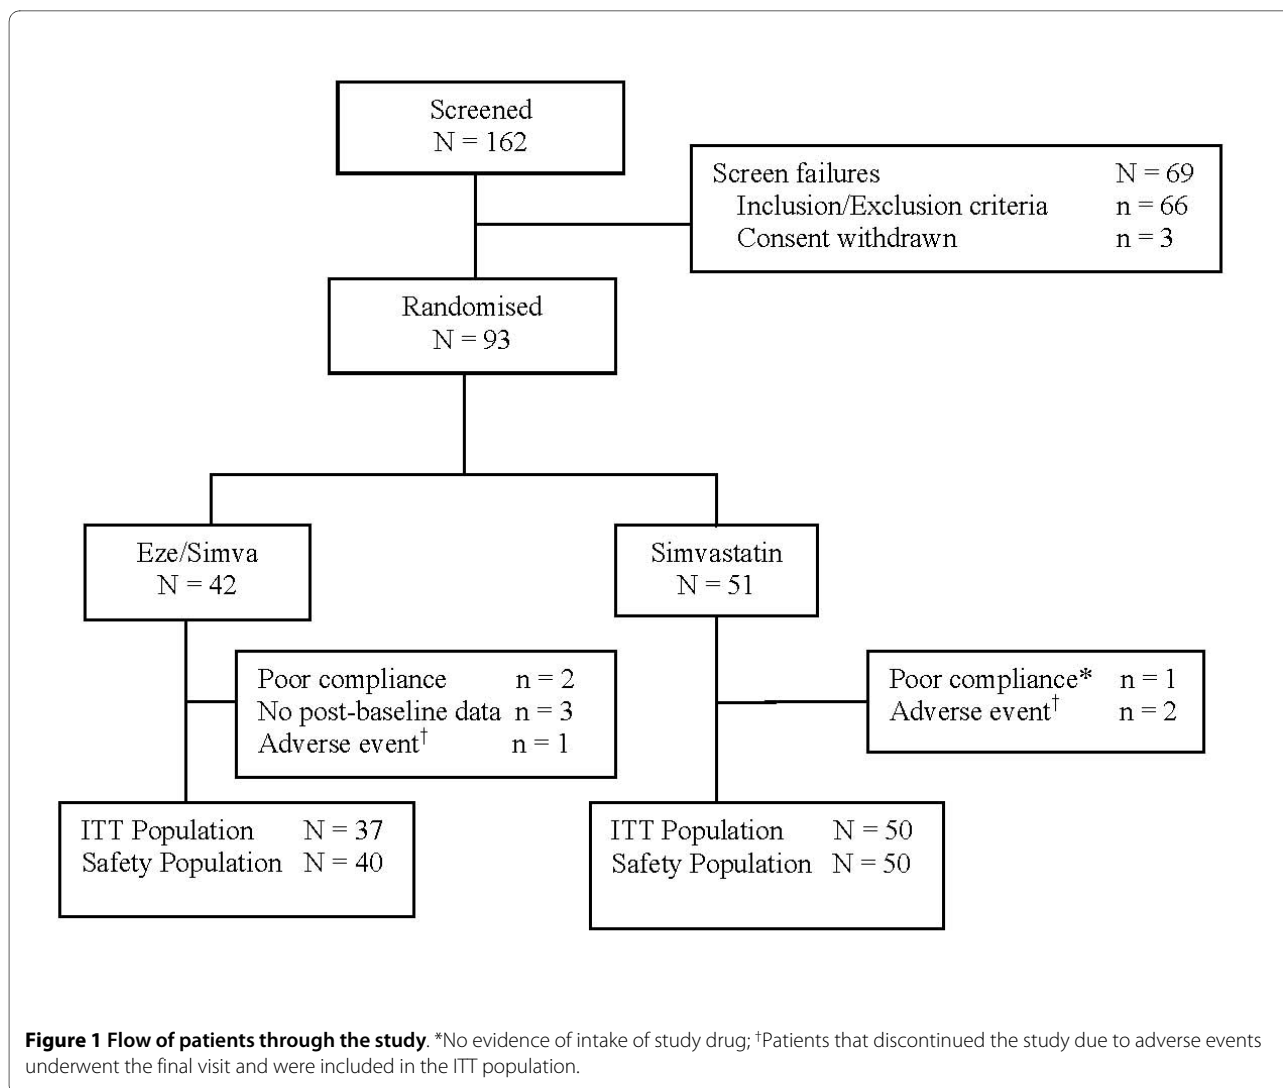 Screened
N = 162
Screen failures N = 69
Inclusion/Exclusion criteria n = 66
Consent withdrawn n = 3
Randomised
N = 93
Eze/Simva
N = 42
Simvastatin
N = 51
Poor compliance n = 2
No post-baseline data n = 3
Adverse event† n = 1
Poor compliance* n = 1
Adverse event† n = 2
ITT Population N = 37
Safety Population N = 40
ITT Population N = 50
Safety Population N = 50
Figure 1 Flow of patients through the study. *No evidence of intake of study drug; †Patients that discontinued the study due to adverse events
underwent the final visit and were included in the ITT population.